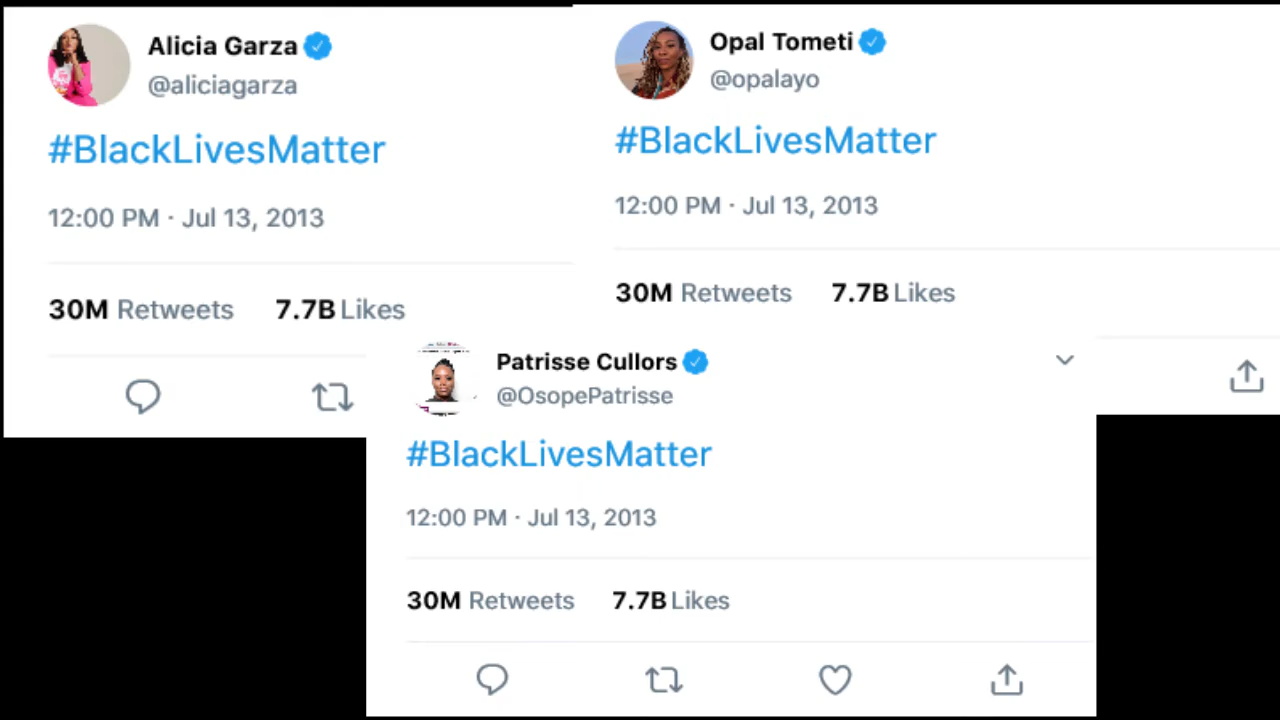 Alicia Garza
@aliciagarza
#BlackLivesMatter
12:00 PM · Jul 13, 2013
30M Retweets 7.7B Likes
Opal Tometi
@opalayo
#BlackLivesMatter
12:00 PM · Jul 13, 2013
30M Retweets 7.7B Likes
Patrisse Cullors
@OsopePatrisse
#BlackLivesMatter
12:00 PM · Jul 13, 2013
30M Retweets 7.7B Likes